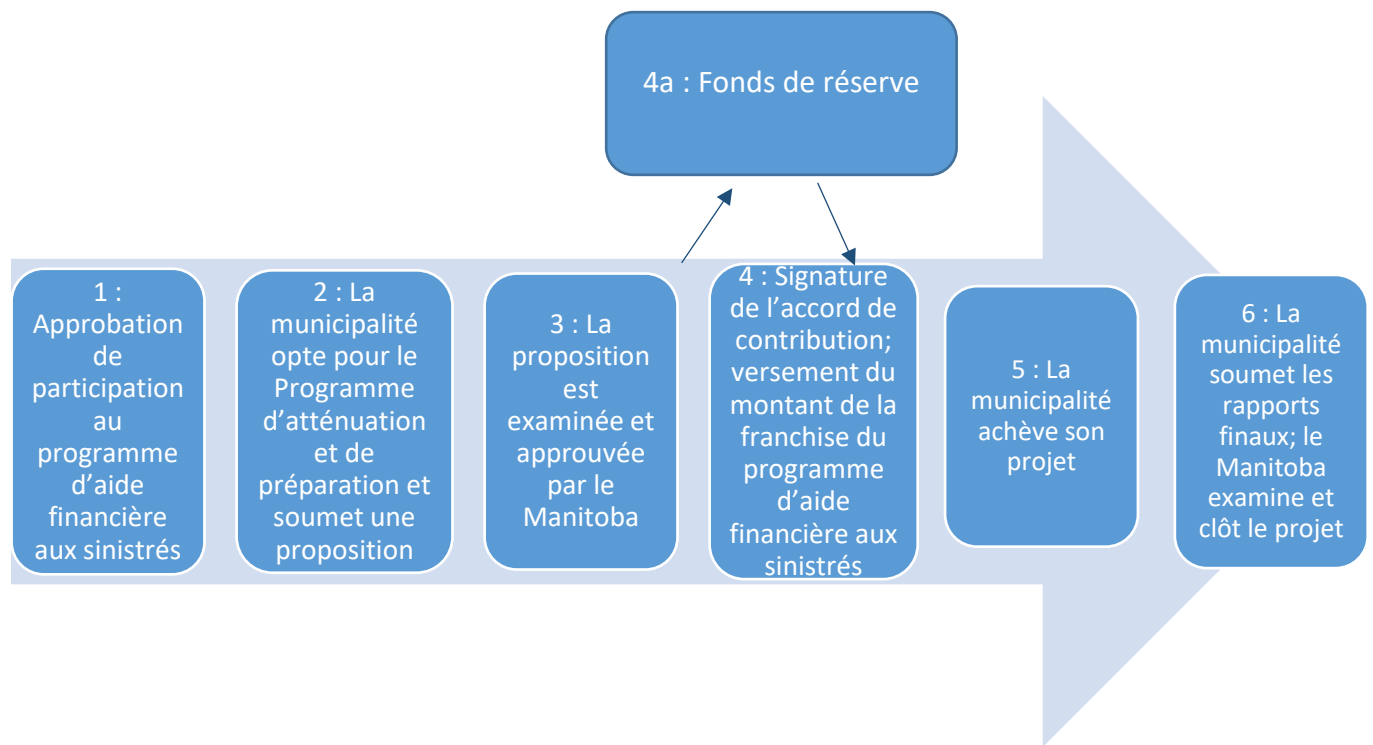 4a : Fonds de réserve
1 :
Approbation
de
participation
au
programme
d'aide
financière
aux sinistrés
2 : La
municipalité
opte pour le
Programme
d'atténuation
et de
préparation et
soumet une
proposition
3 : La
proposition
est
examinée et
approuvée
par le
Manitoba
4 : Signature
de l'accord de
contribution;
versement du
montant de la
franchise du
programme
d'aide
financière aux
sinistrés
5 : La
municipalité
achève son
projet
6 : La
municipalité
soumet les
rapports
finaux; le
Manitoba
examine et
clôt le projet